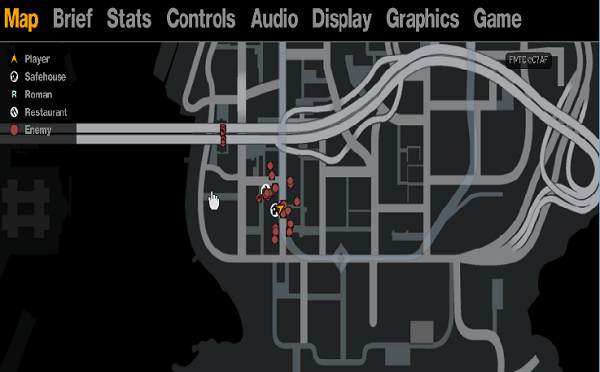 Map Brief Stats Controls Audio Display Graphics Game
Player
Safehouse
R Roman
Restaurant
Enemy